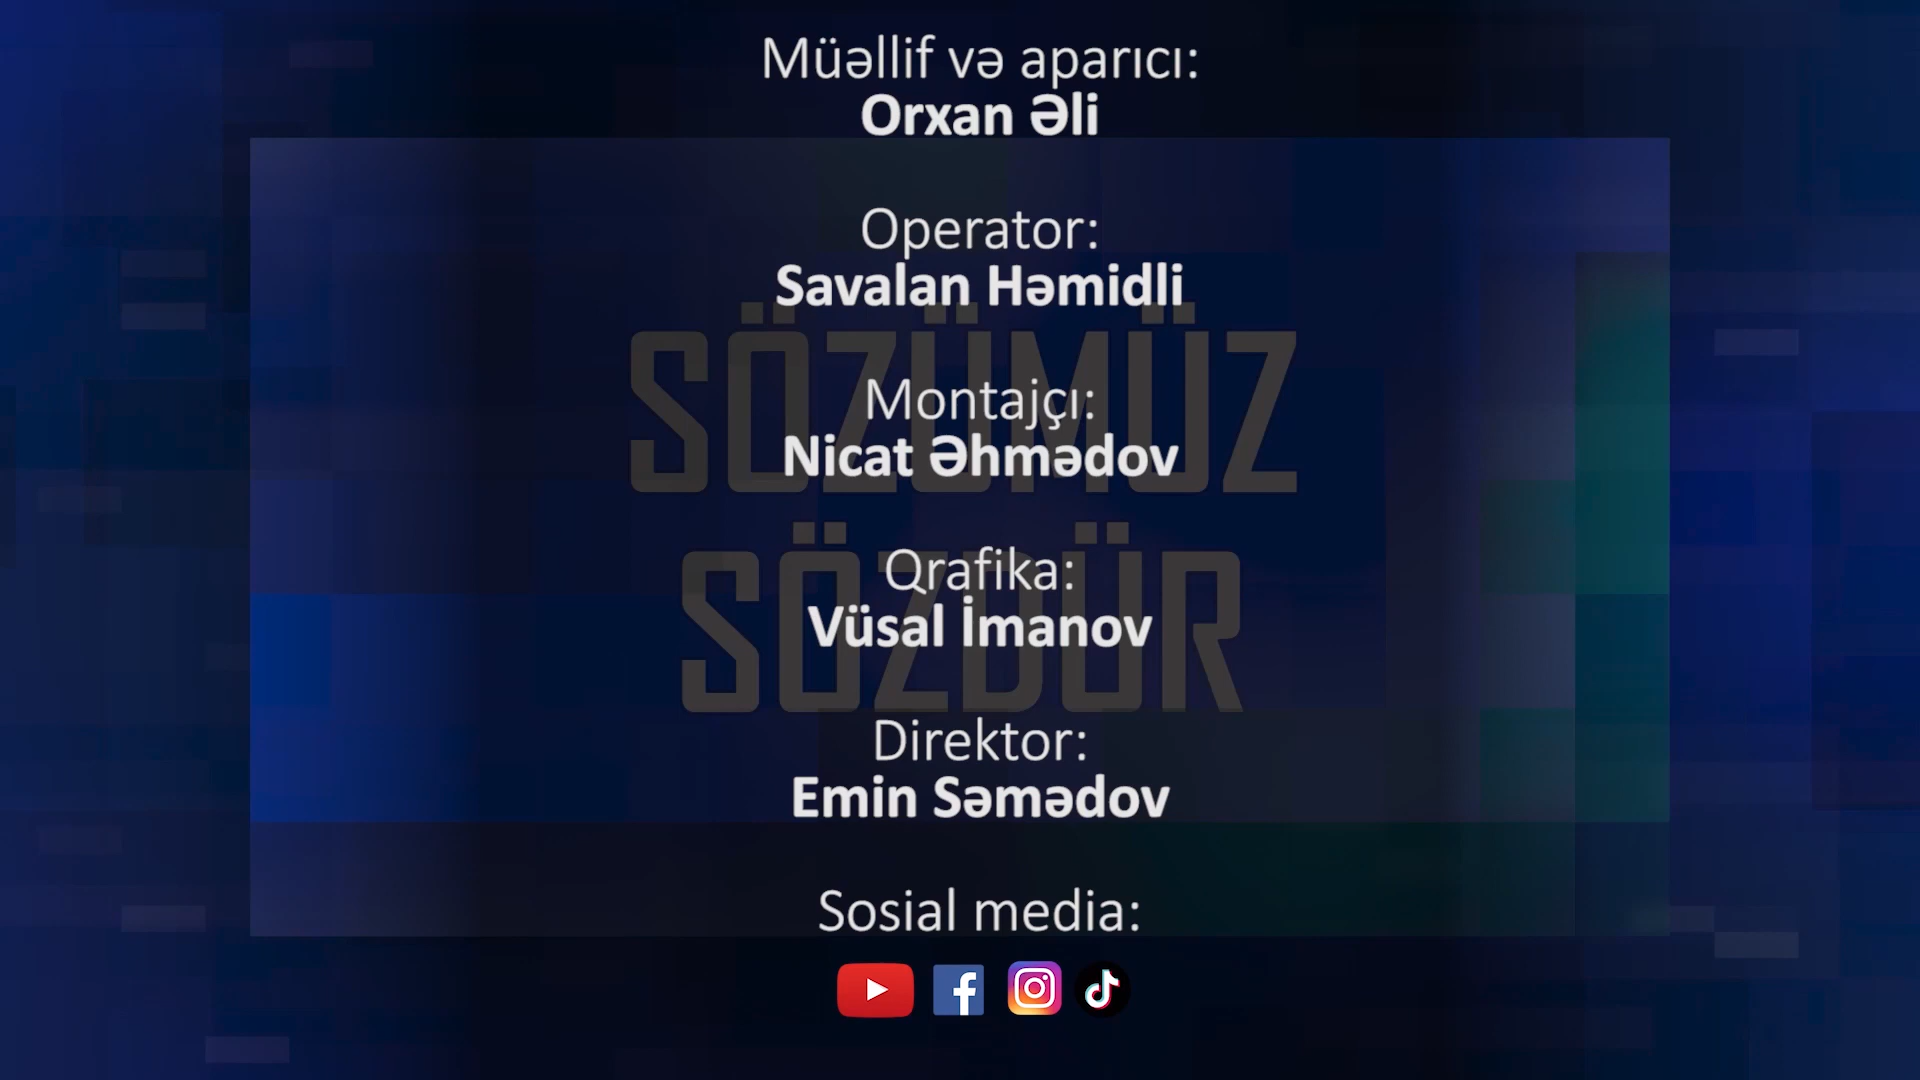 Müəllif və aparıcı:
Orxan Əli
Operator:
Savalan Həmidli
SÖZÜMÜZ
Montajçı:
Nicat Əhmədov
SÖZDÜR
Qrafika:
Vüsal İmanov
Direktor:
Emin Səmədov
Sosial media: